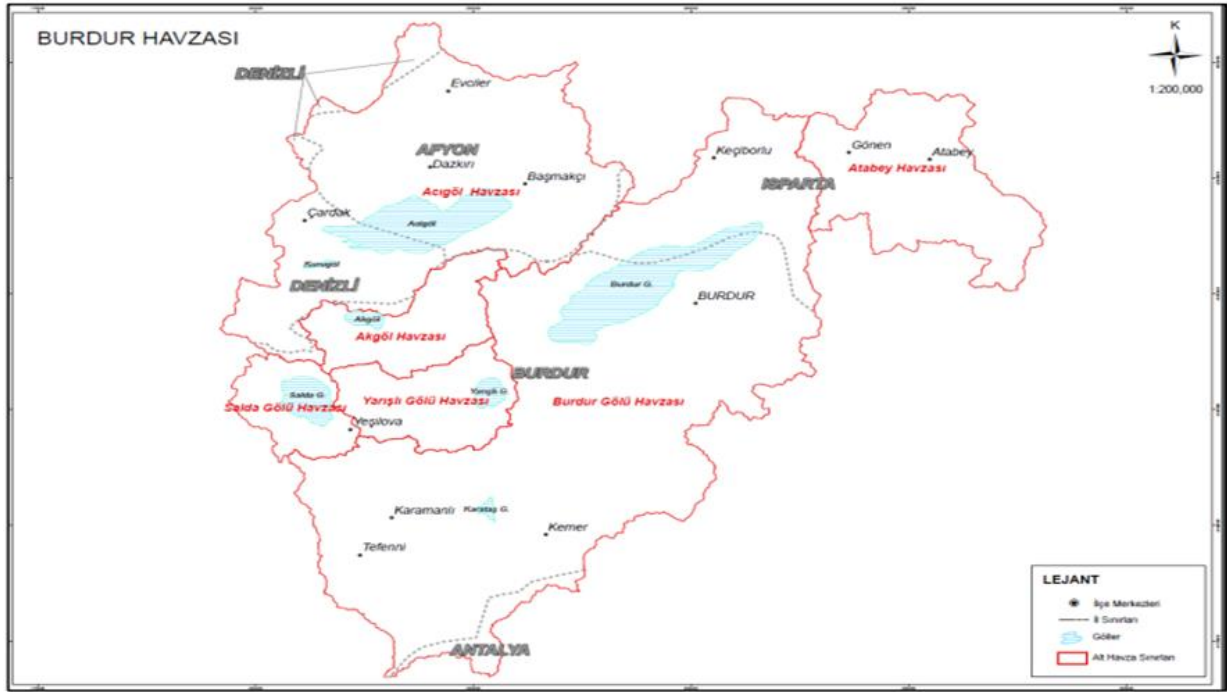 BURDUR HAVZASI
K
1:200,000
DENİZLİ
Evciler
AFYON
Dazkırı
Başmakçı
Acıgöl Havzası
Keçiborlu
Gönen
Atabey
Atabey Havzası
ISPARTA
Çardak
Acıgöl
DENİZLİ
Burdur G.
BURDUR
Akgöl
Akgöl Havzası
BURDUR
Salda G.
Yarışlı G.
Salda Gölü Havzası
Yarışlı Gölü Havzası
Burdur Gölü Havzası
Yeşilova
Karamanlı
Karataş G.
Kemer
Tefenni
ANTALYA
LEJANT
İlçe Merkezleri
İl Sınırları
Göller
Alt Havza Sınırları